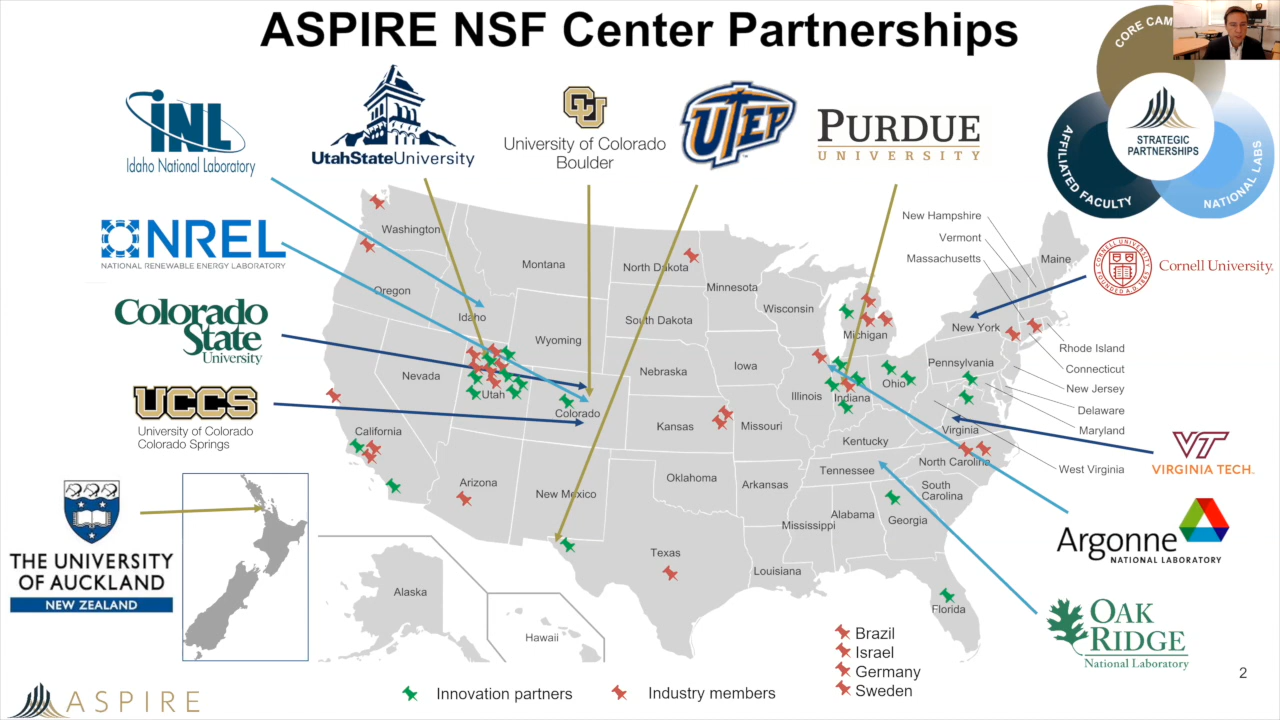 ASPIRE NSF Center Partnerships
CORE CAM
STRATEGIC
PARTNERSHIPS
AFFILIATED FACULTY
NATIONAL LABS
INL
Idaho National Laboratory
UtahStateUniversity
CU
University of Colorado
Boulder
UTEP
PURDUE
UNIVERSITY
NREL
NATIONAL RENEWABLE ENERGY LABORATORY
Colorado
State
University
UCCS
University of Colorado
Colorado Springs
THE UNIVERSITY
OF AUCKLAND
NEW ZEALAND
Cornell University.
VT
VIRGINIA TECH.
Argonne
NATIONAL LABORATORY
OAK
RIDGE
National Laboratory
Washington
Oregon
Idaho
Montana
North Dakota
Minnesota
Wisconsin
Michigan
South Dakota
Wyoming
Nevada
Utah
Colorado
Nebraska
Iowa
Illinois
Indiana
Ohio
Pennsylvania
New York
New Hampshire
Vermont
Massachusetts
Maine
Rhode Island
Connecticut
New Jersey
Delaware
Maryland
West Virginia
Virginia
California
Arizona
New Mexico
Kansas
Missouri
Kentucky
Tennessee
North Carolina
South
Carolina
Oklahoma
Arkansas
Mississippi
Alabama
Georgia
Texas
Louisiana
Florida
Alaska
Hawaii
Brazil
Israel
Germany
Sweden
Innovation partners
Industry members
ASPIRE
2